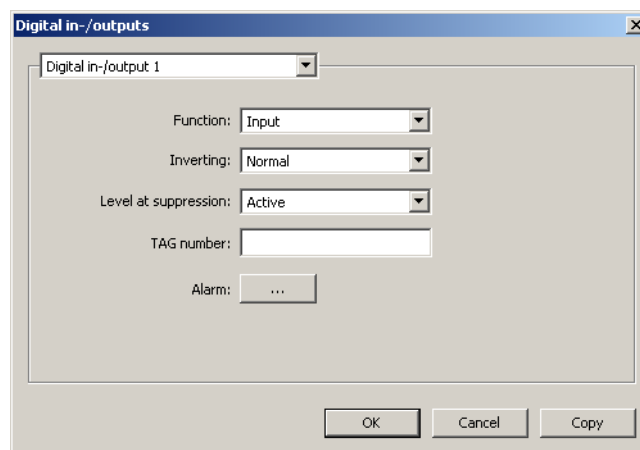 Digital in-/outputs
Digital in-/output 1
Function: Input
Inverting: Normal
Level at suppression: Active
TAG number:
Alarm: ...
OK Cancel Copy